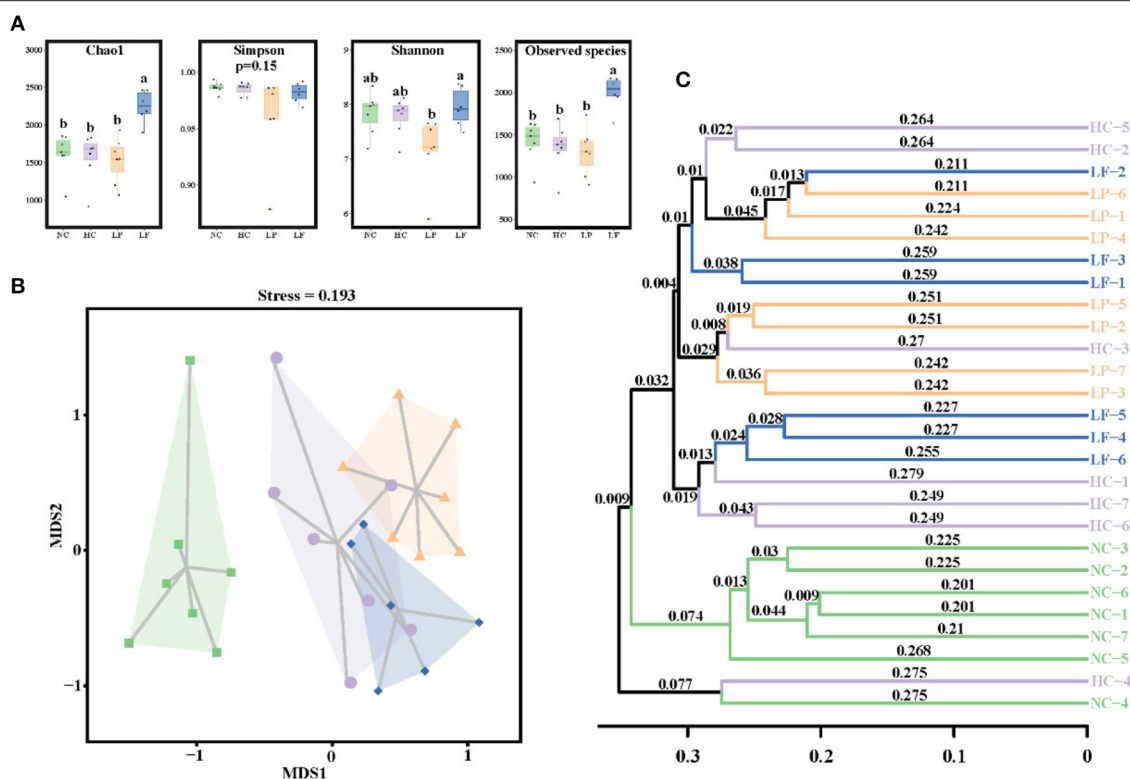 A
Chao1
3000
2500
2000
1500
1000
b
b
b
a
NC HC LP LF
Simpson
p=0.15
1.00
0.95
0.90
NC HC LP LF
Shannon
9
8
7
6
ab
ab
b
a
NC HC LP LF
Observed species
2500
2000
1500
1000
500
b
b
b
a
NC HC LP LF
B
Stress = 0.193
MDS2
1
0
−1
−1 0 1
MDS1
C
0.264
HC−5
0.022
0.264
HC−2
0.01
0.211
LF−2
0.013
0.211
LP−6
0.017
0.224
LP−1
0.045
0.242
LP−4
0.01
0.259
LF−3
0.038
0.259
LF−1
0.004
0.251
LP−5
0.019
0.251
LP−2
0.008
0.27
HC−3
0.029
0.242
LP−7
0.036
0.242
LP−3
0.032
0.227
LF−5
0.028
0.227
LF−4
0.024
0.255
LF−6
0.013
0.279
HC−1
0.019
0.249
HC−7
0.043
0.249
HC−6
0.009
0.225
NC−3
0.03
0.225
NC−2
0.013
0.201
NC−6
0.009
0.201
NC−1
0.044
0.21
NC−7
0.074
0.268
NC−5
0.275
HC−4
0.077
0.275
NC−4
0.3 0.2 0.1 0